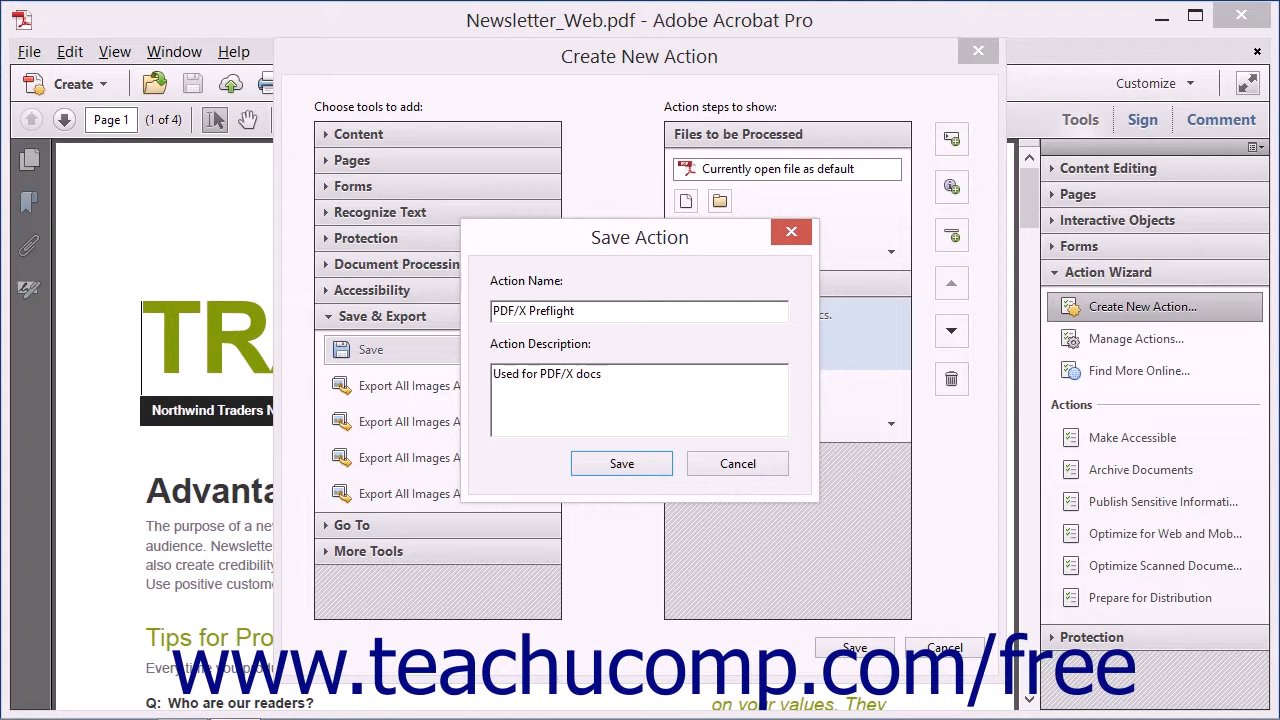 Newsletter_Web.pdf - Adobe Acrobat Pro
File Edit View Window Help
Create New Action
Create
Customize
Page 1 (1 of 4)
Tools Sign Comment
Choose tools to add:
Content
Pages
Forms
Recognize Text
Protection
Document Processin
Accessibility
Save & Export
Save
Export All Images A
Export All Images A
Export All Images A
Export All Images A
Go To
More Tools
Action steps to show:
Files to be Processed
Currently open file as default
cs.
Save Action
Action Name:
PDF/X Preflight
Action Description:
Used for PDF/X docs
Save Cancel
Save Cancel
Content Editing
Pages
Interactive Objects
Forms
Action Wizard
Create New Action...
Manage Actions...
Find More Online...
Actions
Make Accessible
Archive Documents
Publish Sensitive Informati...
Optimize for Web and Mob...
Optimize Scanned Docume...
Prepare for Distribution
Protection
TRA
Northwind Traders N
Advanta
The purpose of a nev
audience. Newslette
also create credibility
Use positive custome
Tips for Pro
Every time you produ
Q: Who are our readers?
on your values. They
www.teachucomp.com/free